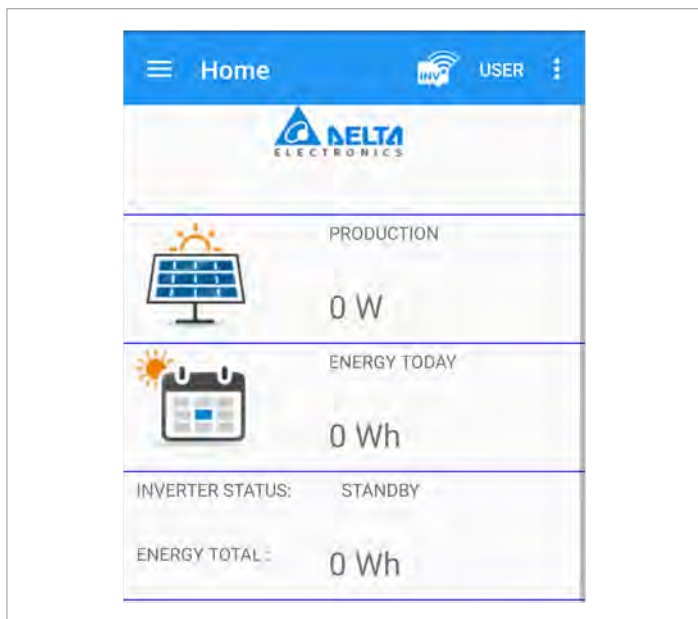 Home
INV
USER
DELTA
ELECTRONICS
PRODUCTION
0 W
ENERGY TODAY
0 Wh
INVERTER STATUS: STANDBY
ENERGY TOTAL : 0 Wh